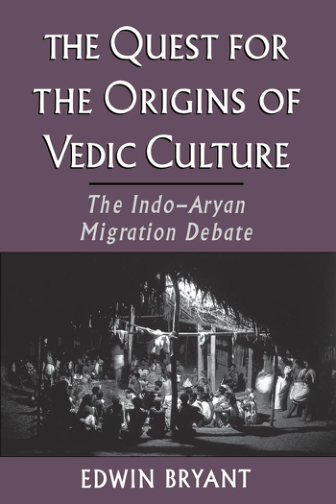 THE QUEST FOR
THE ORIGINS OF
VEDIC CULTURE
The Indo–Aryan
Migration Debate
EDWIN BRYANT